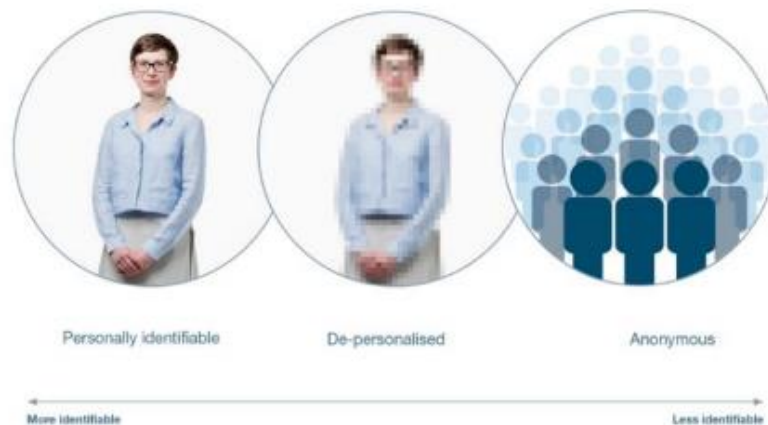 Personally identifiable
De-personalised
Anonymous
More identifiable
Less identifiable